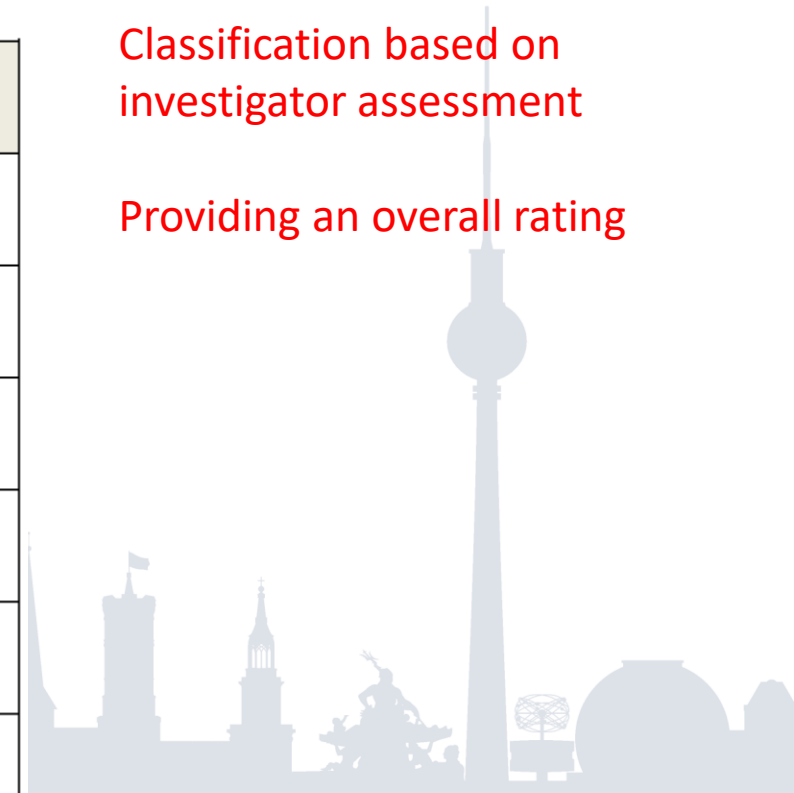 Classification based on
investigator assessment
Providing an overall rating